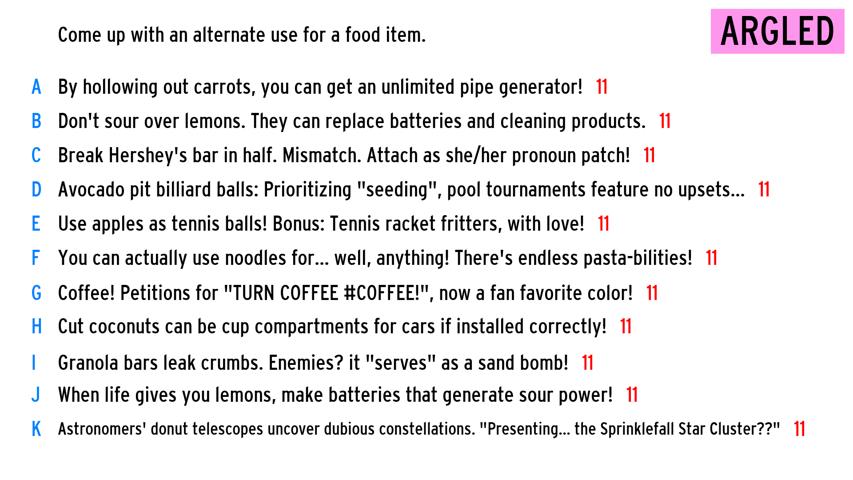 Come up with an alternate use for a food item.
ARGLED
A By hollowing out carrots, you can get an unlimited pipe generator! 11
B Don't sour over lemons. They can replace batteries and cleaning products. 11
C Break Hershey's bar in half. Mismatch. Attach as she/her pronoun patch! 11
D Avocado pit billiard balls: Prioritizing "seeding", pool tournaments feature no upsets... 11
E Use apples as tennis balls! Bonus: Tennis racket fritters, with love! 11
F You can actually use noodles for... well, anything! There's endless pasta-bilities! 11
G Coffee! Petitions for "TURN COFFEE #COFFEE!", now a fan favorite color! 11
H Cut coconuts can be cup compartments for cars if installed correctly! 11
I Granola bars leak crumbs. Enemies? it "serves" as a sand bomb! 11
J When life gives you lemons, make batteries that generate sour power! 11
K Astronomers' donut telescopes uncover dubious constellations. "Presenting... the Sprinklefall Star Cluster??" 11